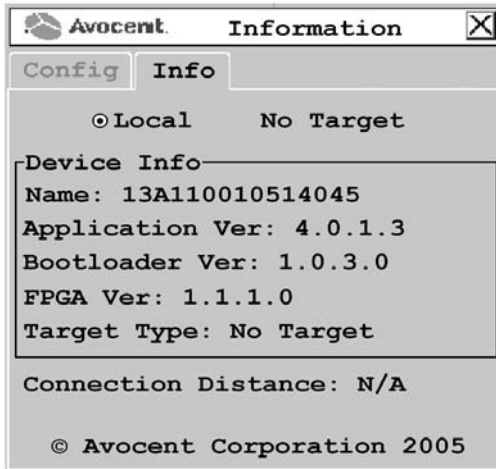 Avocent. Information
Config Info
Local No Target
Device Info
Name: 13A110010514045
Application Ver: 4.0.1.3
Bootloader Ver: 1.0.3.0
FPGA Ver: 1.1.1.0
Target Type: No Target
Connection Distance: N/A
© Avocent Corporation 2005